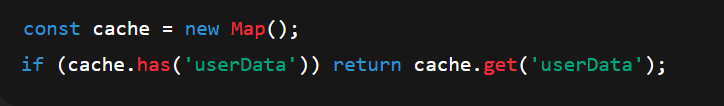 const cache = new Map();
if (cache.has('userData')) return cache.get('userData');